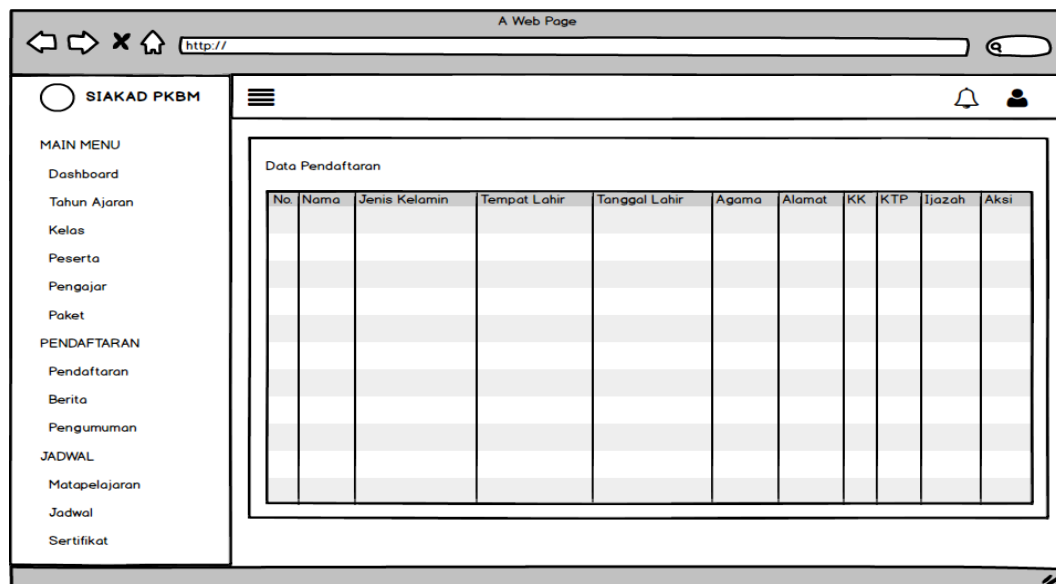 A Web Page
http://
SIAKAD PKBM
MAIN MENU
Dashboard
Tahun Ajaran
Kelas
Peserta
Pengajar
Paket
PENDAFTARAN
Pendaftaran
Berita
Pengumuman
JADWAL
Matapelajaran
Jadwal
Sertifikat
Data Pendaftaran
No. Nama Jenis Kelamin Tempat Lahir Tanggal Lahir Agama Alamat KK KTP Ijazah Aksi